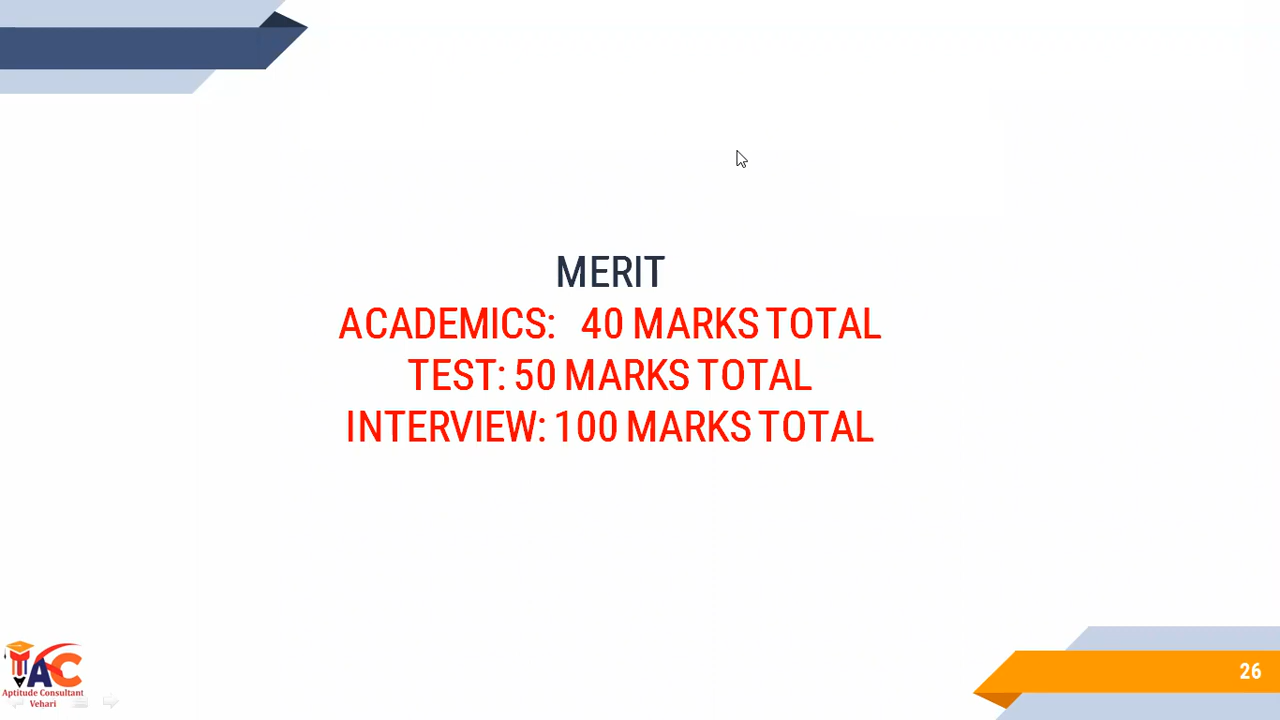 MERIT
ACADEMICS: 40 MARKS TOTAL
TEST: 50 MARKS TOTAL
INTERVIEW: 100 MARKS TOTAL
AC
Aptitude Consultant
Vehari
26